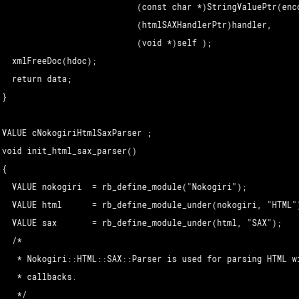 (const char *)StringValuePtr(enco
(htmlSAXHandlerPtr)handler,
(void *)self );
xmlFreeDoc(hdoc);
return data;
}
VALUE cNokogiriHtmlSaxParser ;
void init_html_sax_parser()
{
VALUE nokogiri = rb_define_module("Nokogiri");
VALUE html = rb_define_module_under(nokogiri, "HTML"
VALUE sax = rb_define_module_under(html, "SAX");
/*
* Nokogiri::HTML::SAX::Parser is used for parsing HTML wi
* callbacks.
*/